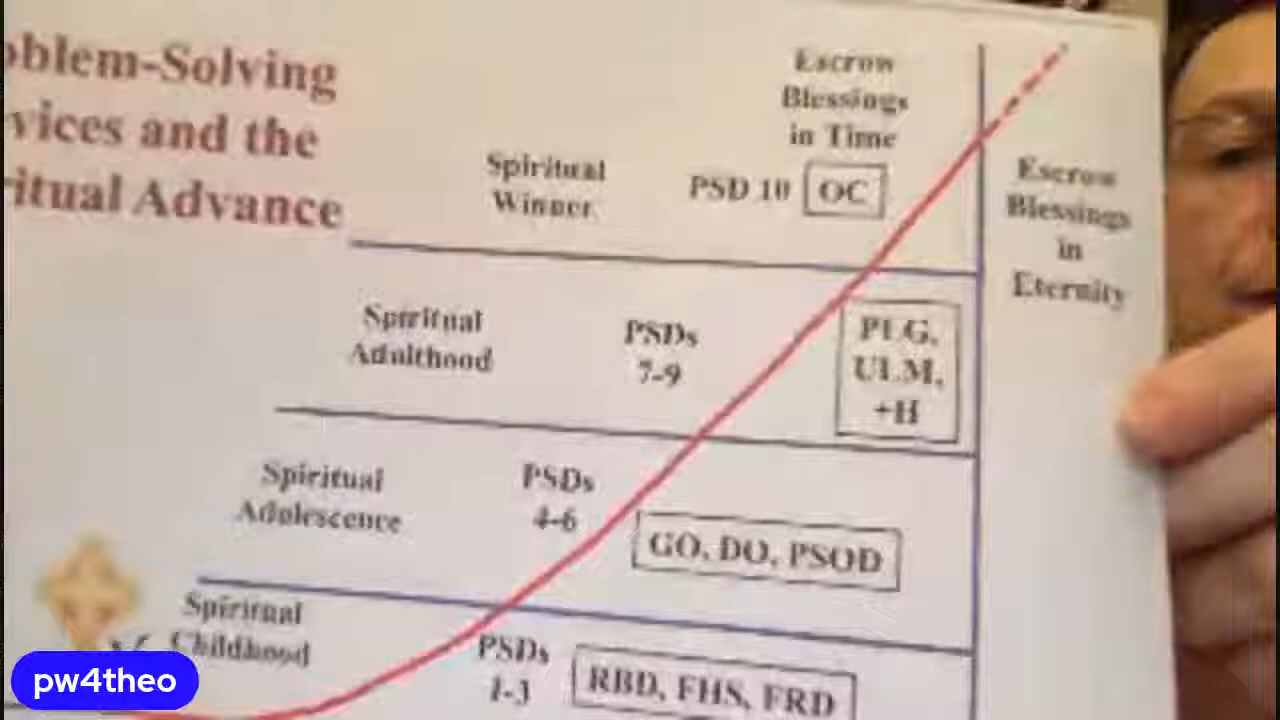 oblem-Solving
vices and the
ritual Advance
Escrow
Blessings
in Time
Spiritual
Winner
PSD 10 OC
Escrow
Blessings
in
Eternity
Spiritual
Adulthood
PSDs
7-9
PLG,
ULM,
+H
Spiritual
Adolescence
PSDs
4-6
GO, DO, PSOD
Spiritual
Childhood
PSDs
1-3
RBD, FHS, FRD
pw4theo